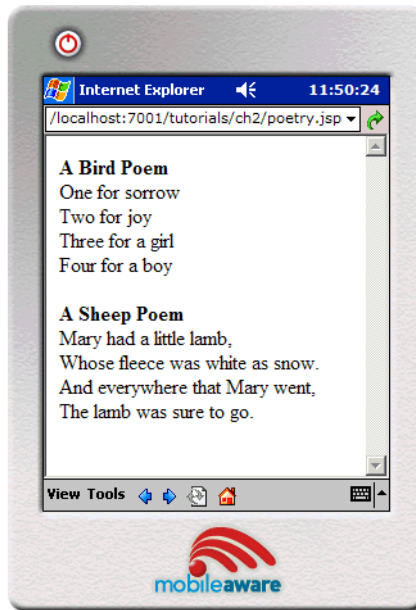 Internet Explorer 11:50:24
/localhost:7001/tutorials/ch2/poetry.jsp
A Bird Poem
One for sorrow
Two for joy
Three for a girl
Four for a boy
A Sheep Poem
Mary had a little lamb,
Whose fleece was white as snow.
And everywhere that Mary went,
The lamb was sure to go.
View Tools
mobileaware